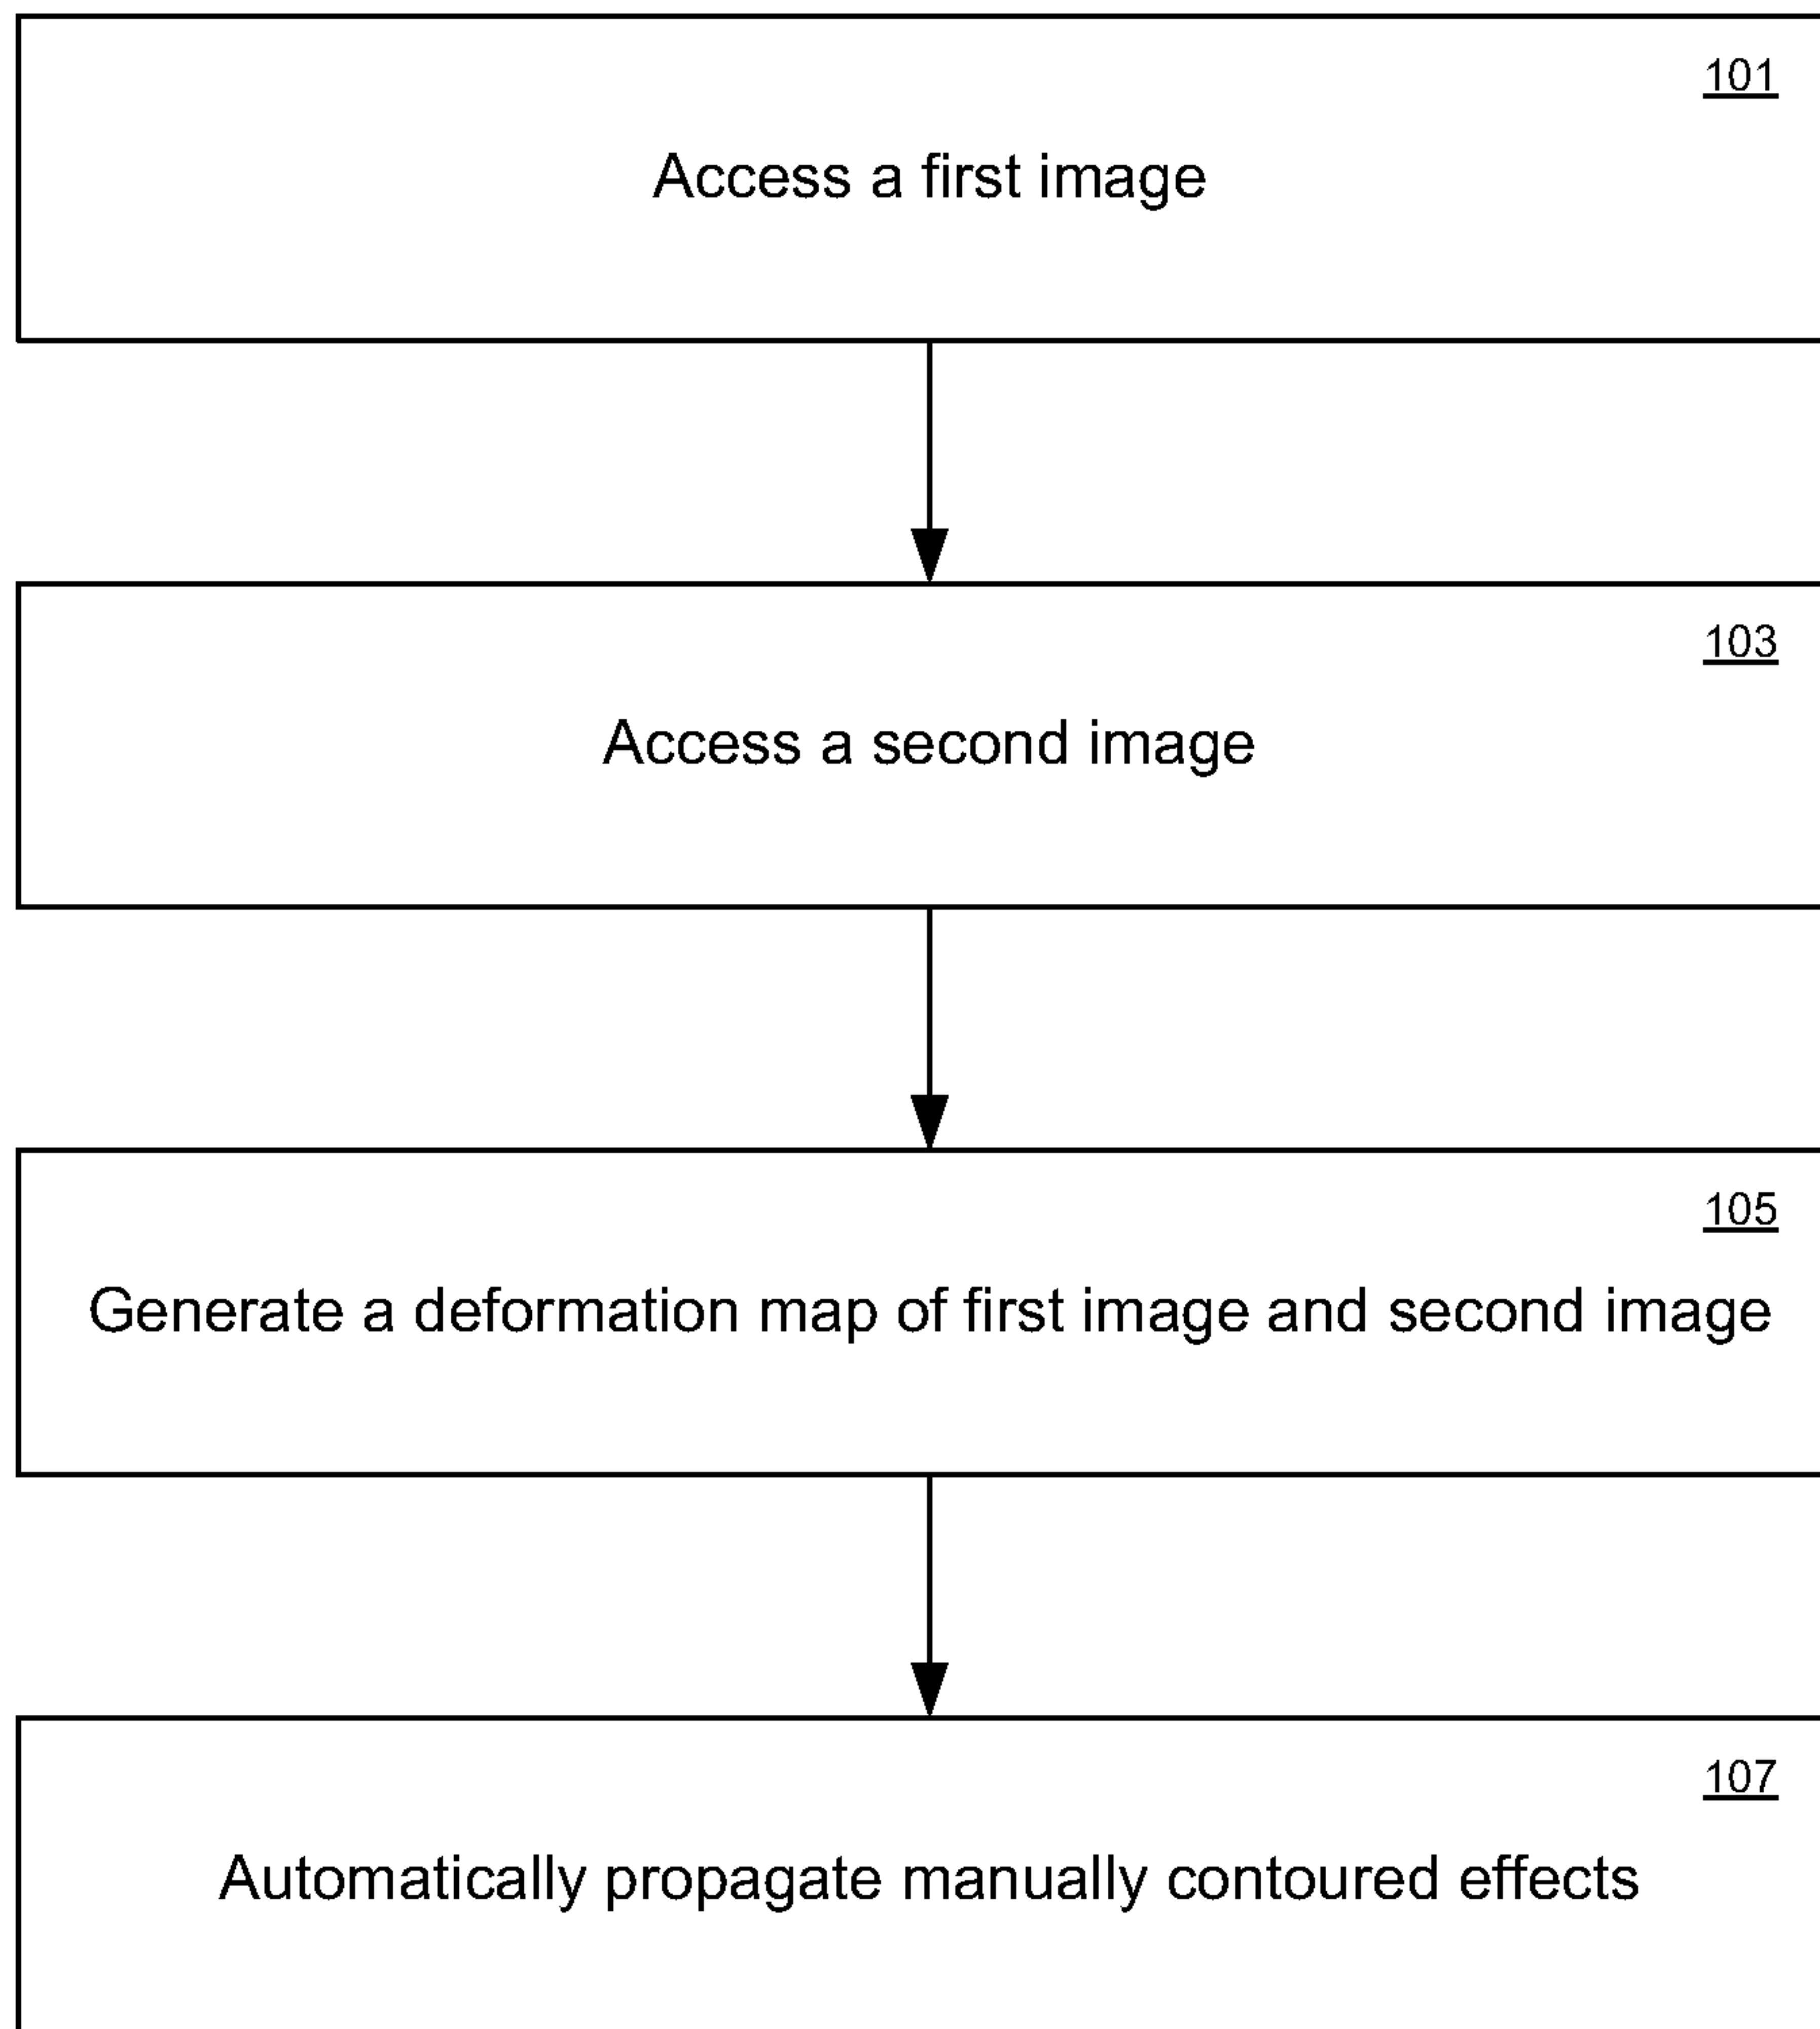 101
Access a first image
103
Access a second image
105
Generate a deformation map of first image and second image
107
Automatically propagate manually contoured effects